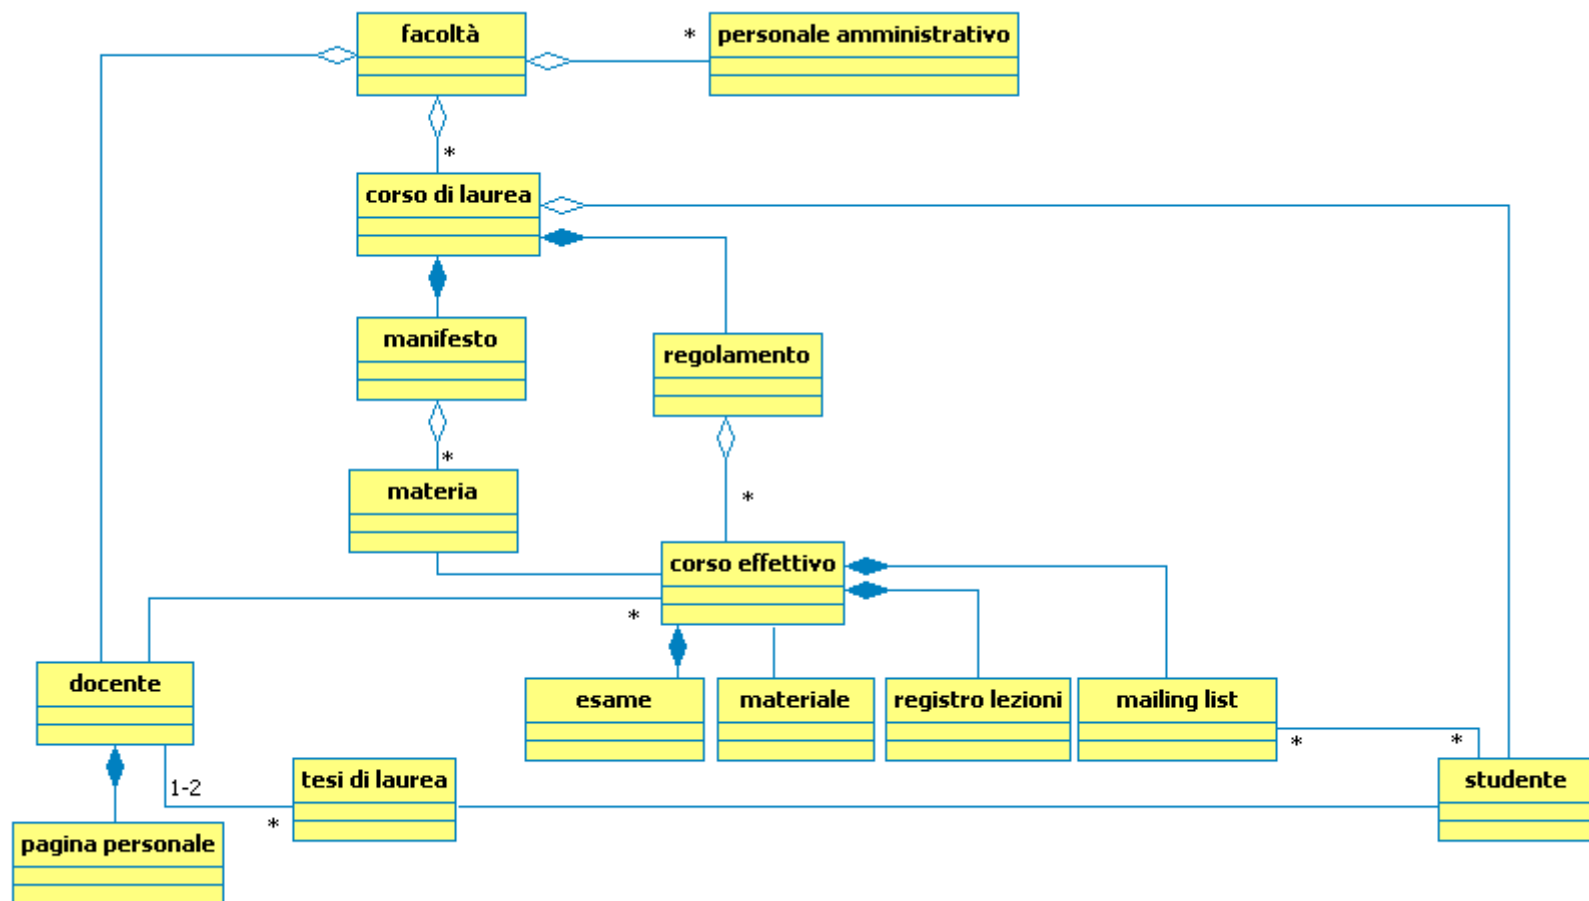 facoltà
* personale amministrativo
*
corso di laurea
manifesto
regolamento
*
materia
*
corso effettivo
*
docente
esame
materiale
registro lezioni
mailing list
*
*
1-2
tesi di laurea
studente
*
pagina personale